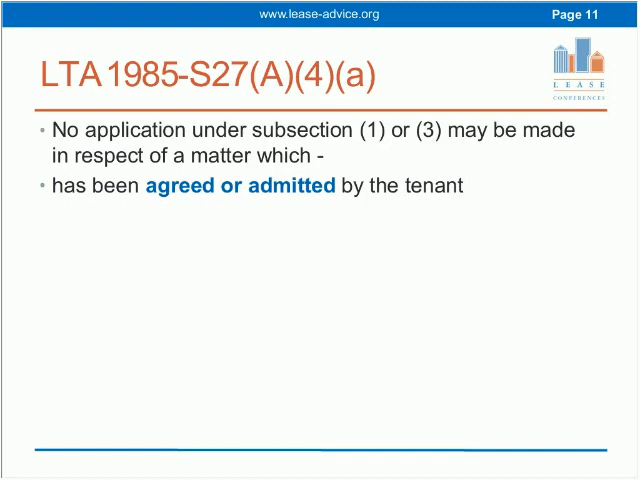 www.lease-advice.org
Page 11
LTA 1985-S27(A)(4)(a)
LEASE
CONFERENCES
• No application under subsection (1) or (3) may be made
in respect of a matter which -
• has been agreed or admitted by the tenant